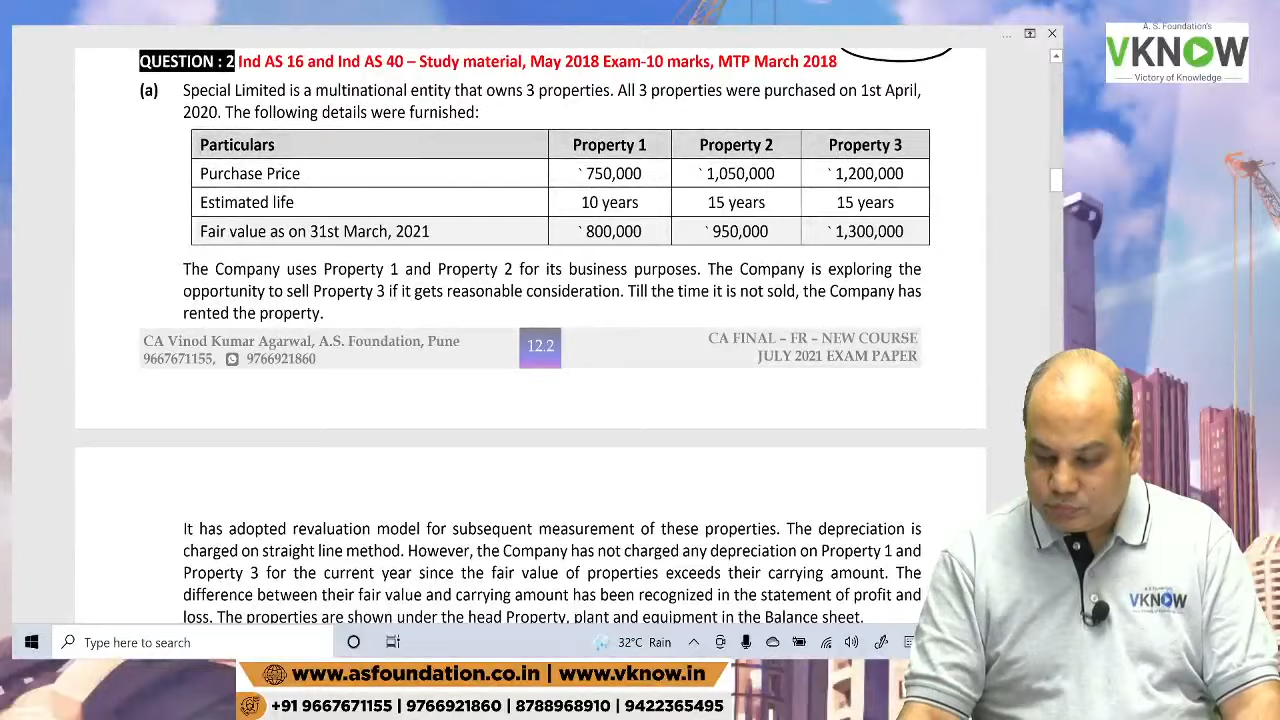 A. S. Foundation's
VKNOW
Victory of Knowledge
QUESTION : 2 Ind AS 16 and Ind AS 40 – Study material, May 2018 Exam-10 marks, MTP March 2018
(a) Special Limited is a multinational entity that owns 3 properties. All 3 properties were purchased on 1st April,
2020. The following details were furnished:
Particulars Property 1 Property 2 Property 3
Purchase Price ` 750,000 ` 1,050,000 ` 1,200,000
Estimated life 10 years 15 years 15 years
Fair value as on 31st March, 2021 ` 800,000 ` 950,000 ` 1,300,000
The Company uses Property 1 and Property 2 for its business purposes. The Company is exploring the
opportunity to sell Property 3 if it gets reasonable consideration. Till the time it is not sold, the Company has
rented the property.
CA Vinod Kumar Agarwal, A.S. Foundation, Pune
9667671155, 9766921860
12.2
CA FINAL – FR – NEW COURSE
JULY 2021 EXAM PAPER
It has adopted revaluation model for subsequent measurement of these properties. The depreciation is
charged on straight line method. However, the Company has not charged any depreciation on Property 1 and
Property 3 for the current year since the fair value of properties exceeds their carrying amount. The
difference between their fair value and carrying amount has been recognized in the statement of profit and
loss. The properties are shown under the head Property, plant and equipment in the Balance sheet.
Type here to search
32°C Rain
VKNOW
www.asfoundation.co.in | www.vknow.in
+91 9667671155 | 9766921860 | 8788968910 | 9422365495